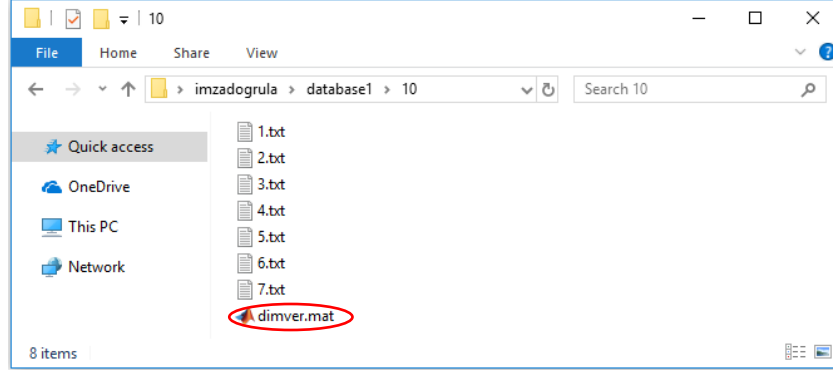 10
File Home Share View
imzadogrula > database1 > 10 Search 10
Quick access
OneDrive
This PC
Network
1.txt
2.txt
3.txt
4.txt
5.txt
6.txt
7.txt
dimver.mat
8 items